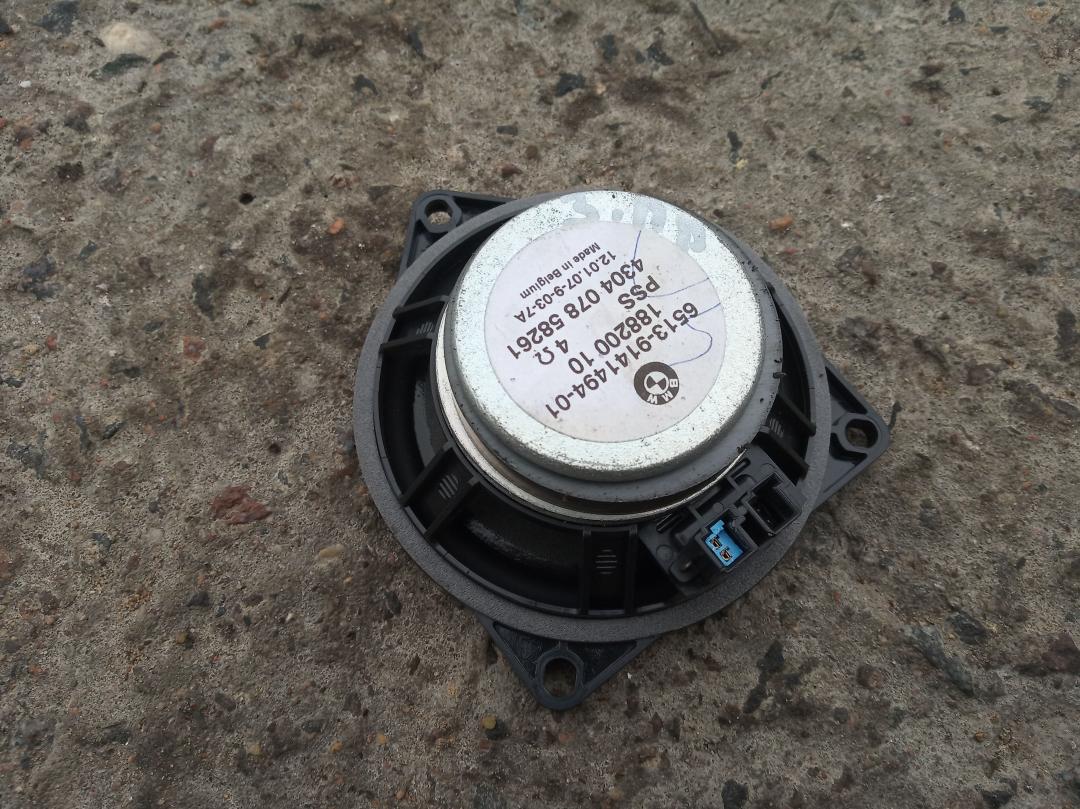 BMW
6513-9141494-01
188200 10
PSS 4 Ω
4304 078 58261
12.01.07-9-03-7A
Made in Belgium